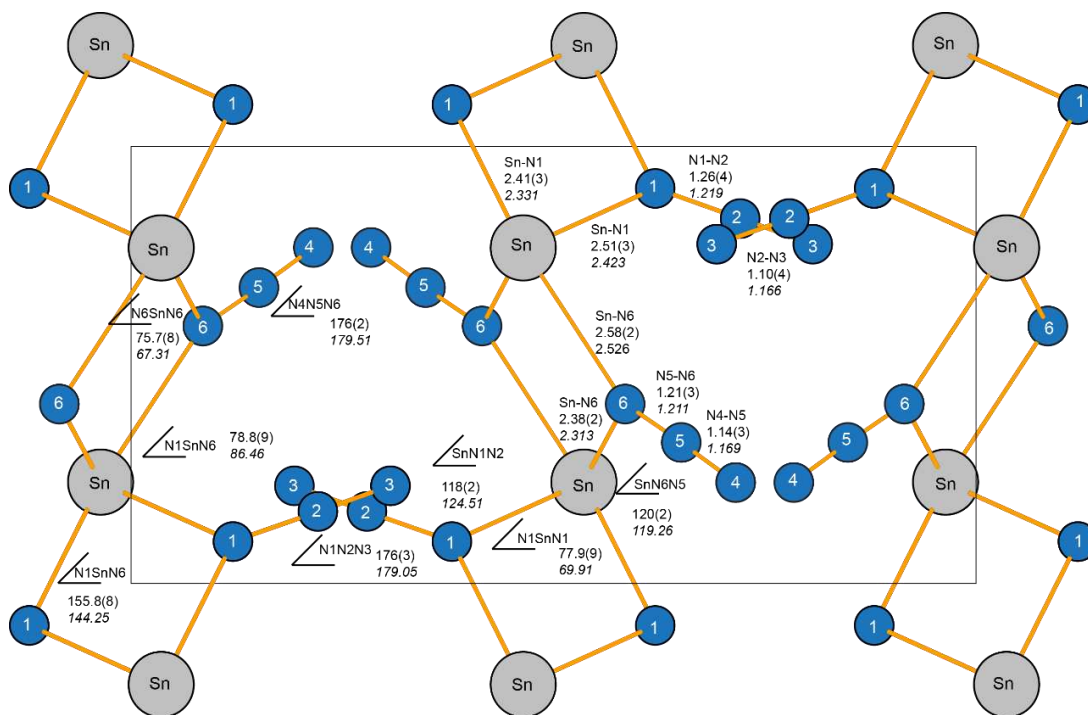 Sn
Sn
Sn
1
1
1
Sn-N1
2.41(3)
2.331
N1-N2
1.26(4)
1.219
1
1
1
2
2
3
3
Sn
4
4
Sn
Sn-N1
2.51(3)
2.423
N2-N3
1.10(4)
1.166
Sn
5
5
N6SnN6
75.7(8)
67.31
6
N4N5N6
176(2)
179.51
6
Sn-N6
2.58(2)
2.526
6
6
Sn-N6
2.38(2)
2.313
6
N5-N6
1.21(3)
1.211
N4-N5
1.14(3)
1.169
6
5
5
4
4
Sn
N1SnN6
78.8(9)
86.46
SnN1N2
118(2)
124.51
Sn
SnN6N5
120(2)
119.26
Sn
3
3
2
2
1
1
N1N2N3
176(3)
179.05
N1SnN1
77.9(9)
69.91
1
N1SnN6
155.8(8)
144.25
1
1
1
Sn
Sn
Sn